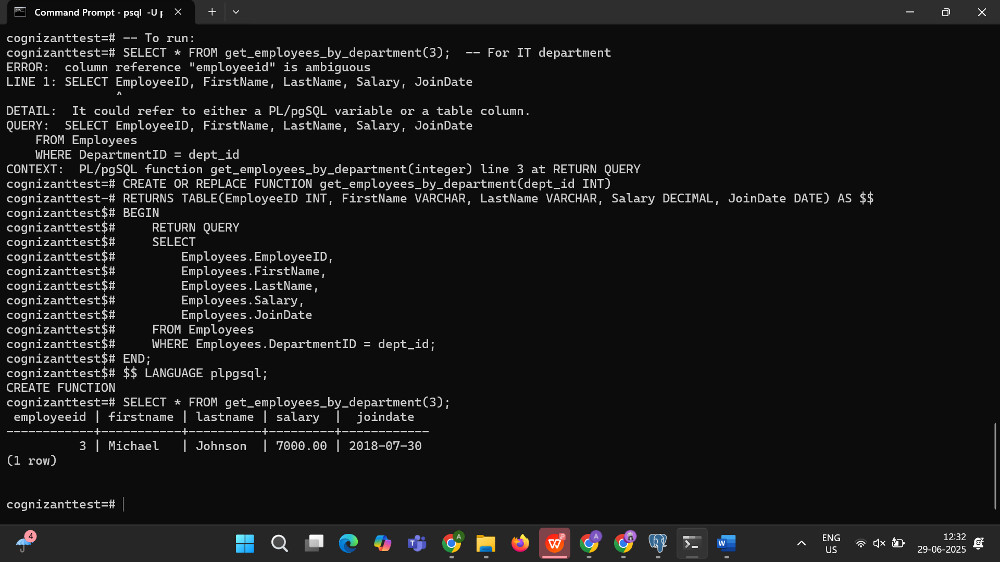 Command Prompt - psql  -U p
cognizanttest=# -- To run:
cognizanttest=# SELECT * FROM get_employees_by_department(3);  -- For IT department
ERROR:  column reference "employeeid" is ambiguous
LINE 1: SELECT EmployeeID, FirstName, LastName, Salary, JoinDate
               ^
DETAIL:  It could refer to either a PL/pgSQL variable or a table column.
QUERY:  SELECT EmployeeID, FirstName, LastName, Salary, JoinDate
    FROM Employees
    WHERE DepartmentID = dept_id
CONTEXT:  PL/pgSQL function get_employees_by_department(integer) line 3 at RETURN QUERY
cognizanttest=# CREATE OR REPLACE FUNCTION get_employees_by_department(dept_id INT)
cognizanttest-# RETURNS TABLE(EmployeeID INT, FirstName VARCHAR, LastName VARCHAR, Salary DECIMAL, JoinDate DATE) AS $$
cognizanttest$# BEGIN
cognizanttest$#     RETURN QUERY
cognizanttest$#     SELECT
cognizanttest$#         Employees.EmployeeID,
cognizanttest$#         Employees.FirstName,
cognizanttest$#         Employees.LastName,
cognizanttest$#         Employees.Salary,
cognizanttest$#         Employees.JoinDate
cognizanttest$#     FROM Employees
cognizanttest$#     WHERE Employees.DepartmentID = dept_id;
cognizanttest$# END;
cognizanttest$# $$ LANGUAGE plpgsql;
CREATE FUNCTION
cognizanttest=# SELECT * FROM get_employees_by_department(3);
 employeeid | firstname | lastname | salary  |  joindate
------------+-----------+----------+---------+------------
          3 | Michael   | Johnson  | 7000.00 | 2018-07-30
(1 row)
cognizanttest=#
4
A
A
ENG
US
12:32
29-06-2025